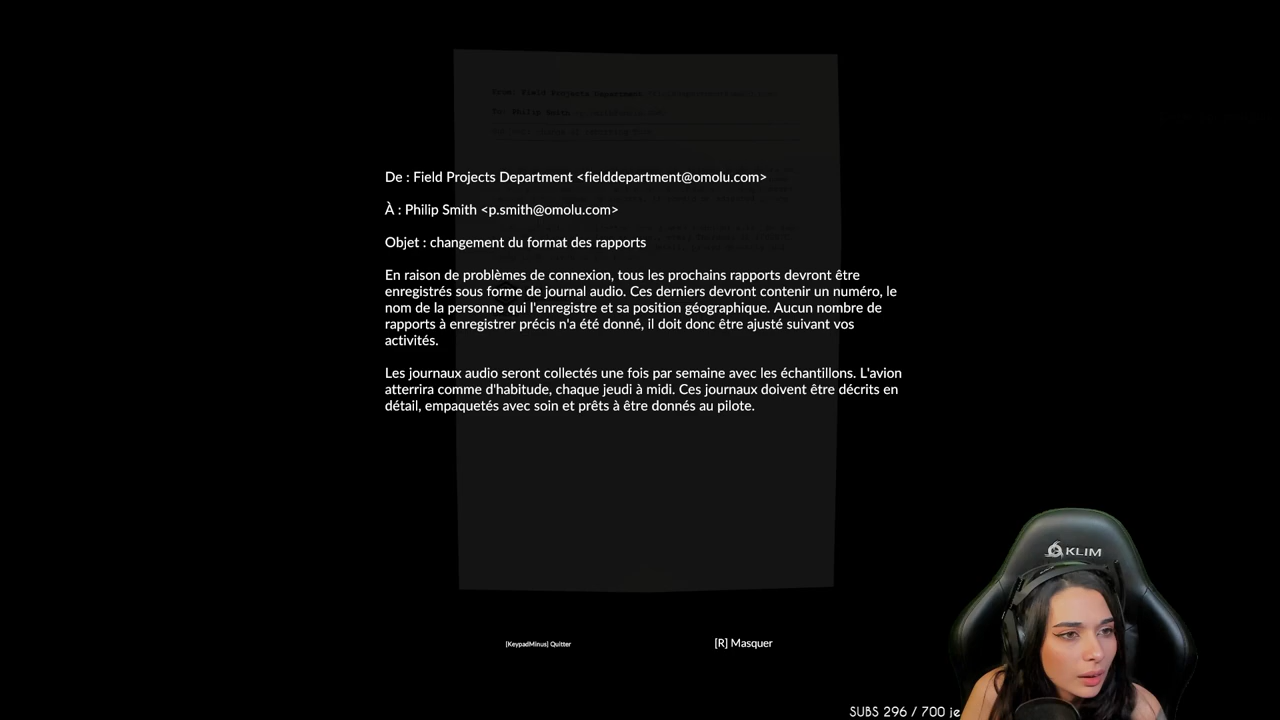 From: Field Projects Department
De : Field Projects Department <fielddepartment@omolu.com>
À : Philip Smith <p.smith@omolu.com>
Objet : changement du format des rapports
En raison de problèmes de connexion, tous les prochains rapports devront être
enregistrés sous forme de journal audio. Ces derniers devront contenir un numéro, le
nom de la personne qui l'enregistre et sa position géographique. Aucun nombre de
rapports à enregistrer précis n'a été donné, il doit donc être ajusté suivant vos
activités.
Les journaux audio seront collectés une fois par semaine avec les échantillons. L'avion
atterrira comme d'habitude, chaque jeudi à midi. Ces journaux doivent être décrits en
détail, empaquetés avec soin et prêts à être donnés au pilote.
[KeypadMinus] Quitter
[R] Masquer
KLIM
SUBS 296 / 700 je